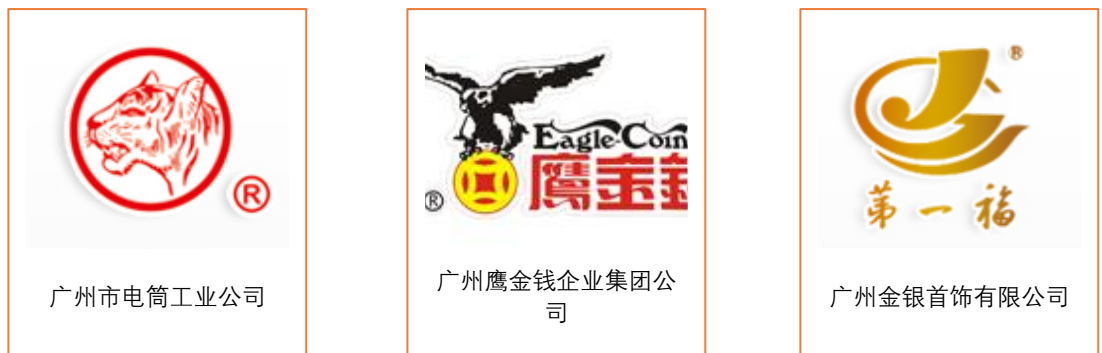 ®
广州市电筒工业公司
Eagle-Coin
鹰金
®
广州鹰金钱企业集团公
司
®
第一福
广州金银首饰有限公司